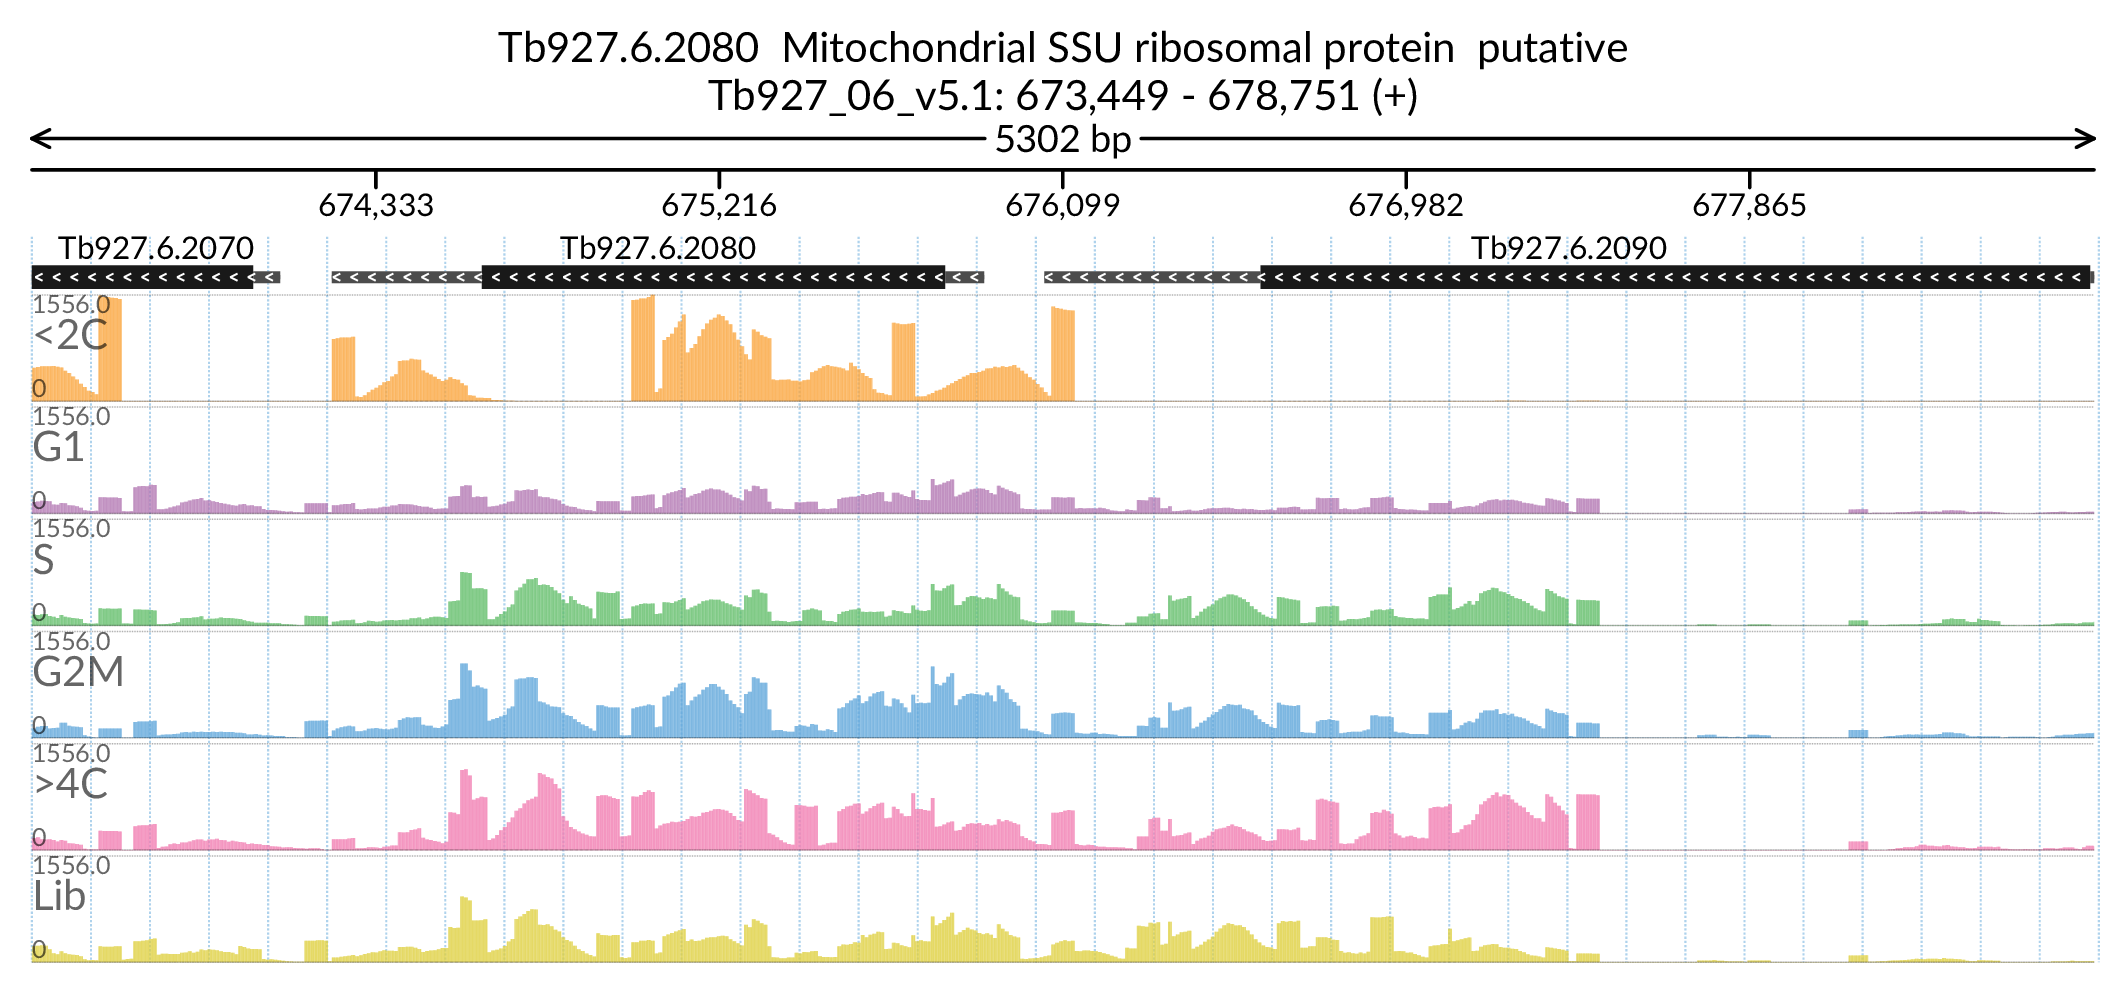 Tb927.6.2080  Mitochondrial SSU ribosomal protein  putative
Tb927_06_v5.1: 673,449 - 678,751 (+)
5302 bp
674,333 675,216 676,099 676,982 677,865
Tb927.6.2070 Tb927.6.2080 Tb927.6.2090
1556.0
<2C
0
1556.0
G1
0
1556.0
S
0
1556.0
G2M
0
1556.0
>4C
0
1556.0
Lib
0